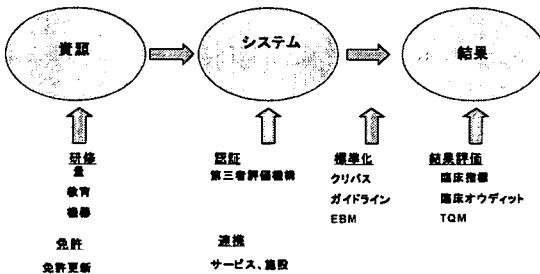 資源
システム
結果
研修
量
教育
機器
免許
免許更新
認証
第三者評価機構
連携
サービス、施設
標準化
クリパス
ガイドライン
EBM
結果評価
臨床指標
臨床オウディット
TQM